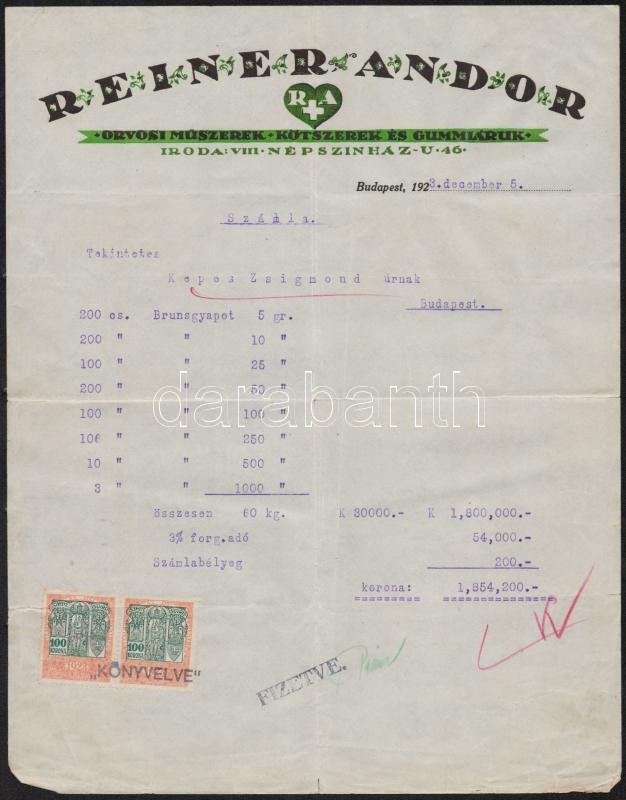 REINER ANDOR
R A
• ORVOSI MŰSZEREK • KÖTSZEREK ÉS GUMMIÁRUK •
IRODA: VIII • NÉPSZINHÁZ-U • 46 •
Budapest, 1923.december 5.
Számla.
Tekintetes
Kepes Zsigmond úrnak
Budapest.
200 cs. Brunsgyapot 5 gr.
200 " " 10 "
100 " " 25 "
200 " " 50 "
100 " " 100 "
106 " " 250 "
10 " " 500 "
3 " 1000 "
összesen 60 kg. K 30000.- K 1,800,000.-
3% forg.adó 54,000.-
Számlabélyeg 200.-
korona: 1,854,200.-
darabanth
100 KORONA
100 KORONA
„KÖNYVELVE"
FIZETVE.